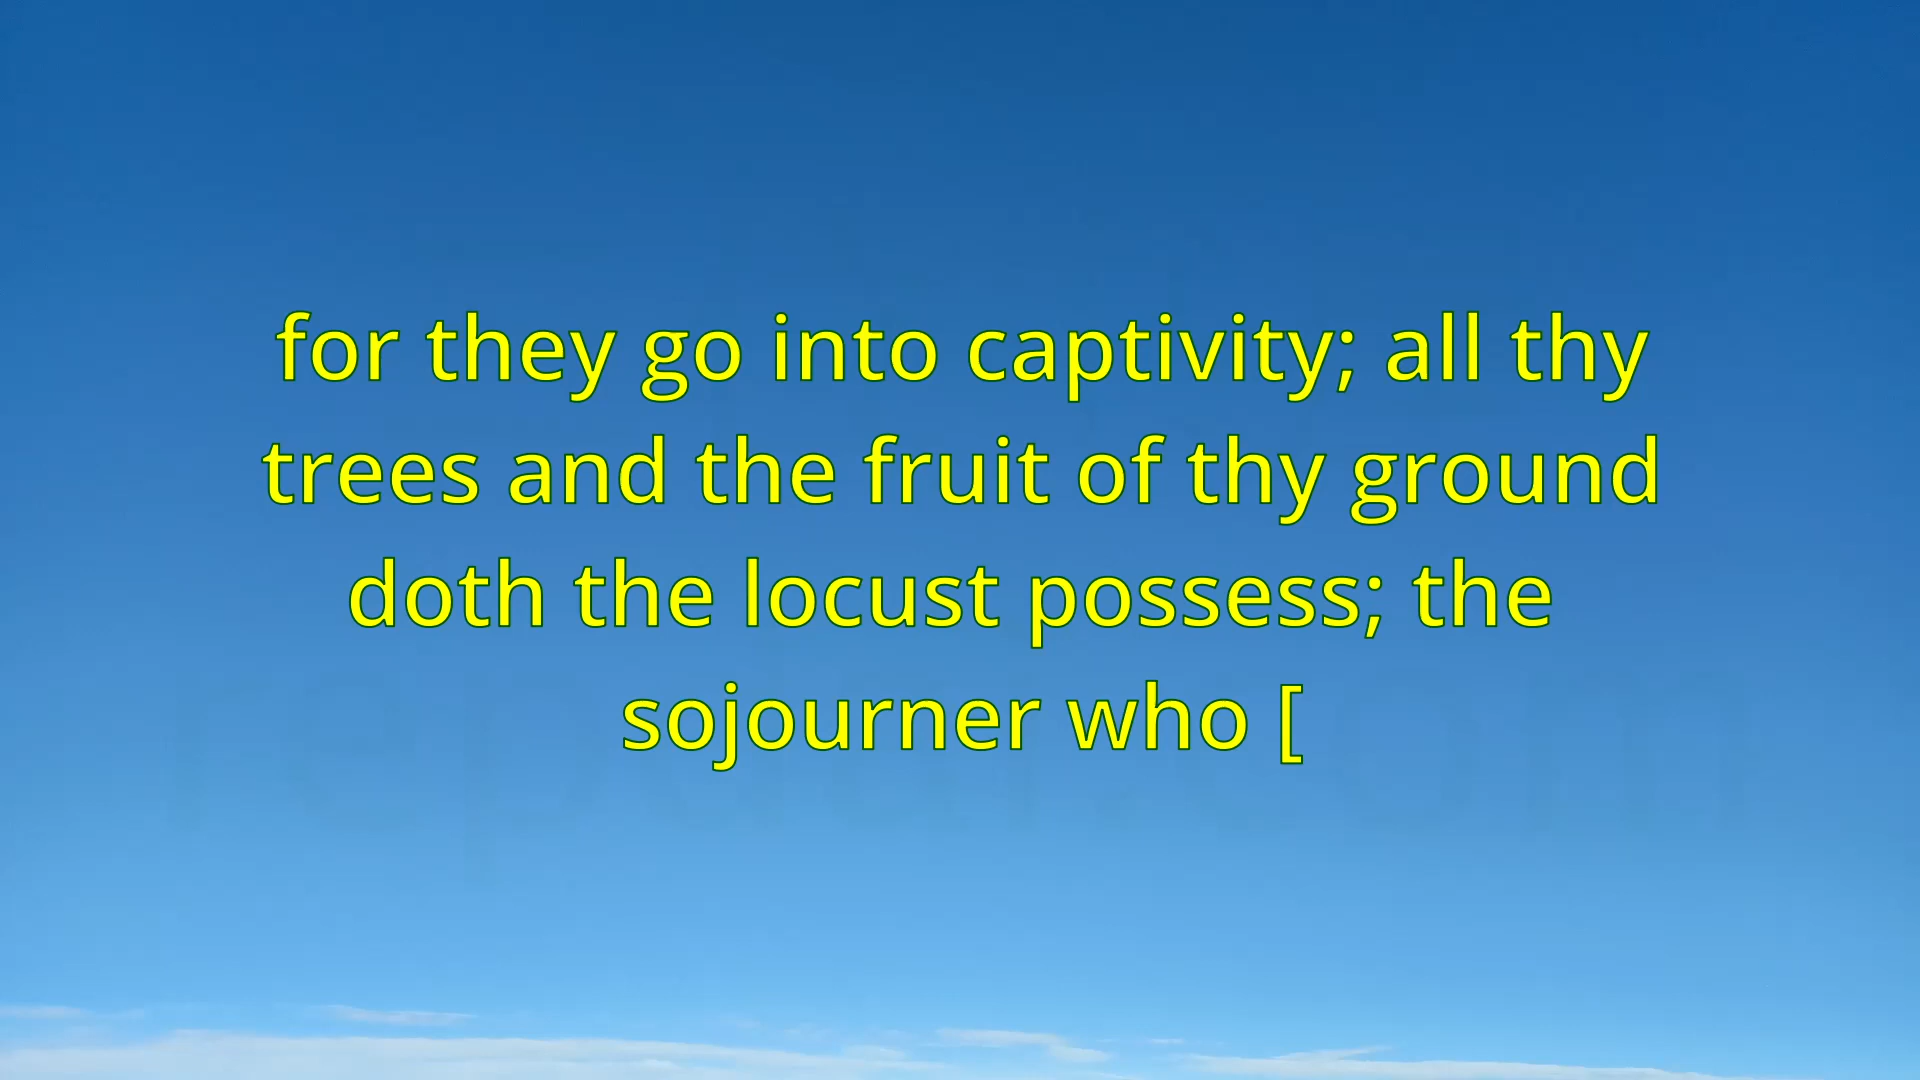 for they go into captivity; all thy
trees and the fruit of thy ground
doth the locust possess; the
sojourner who [